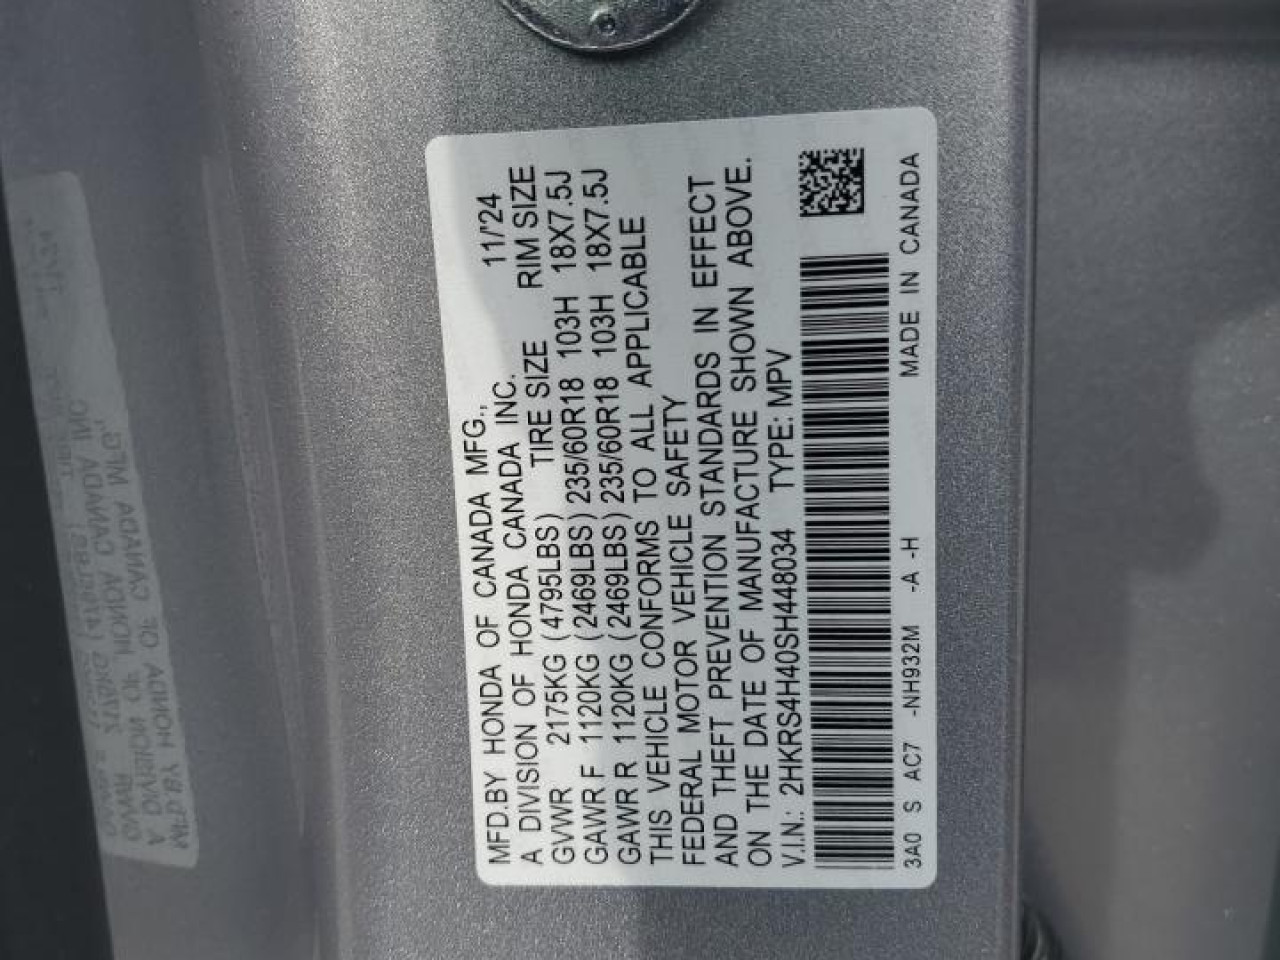 MFD.BY HONDA OF CANADA MFG., 11/'24
A DIVISION OF HONDA CANADA INC.
TIRE SIZE RIM SIZE
GVWR 2175KG (4795LBS)
GAWR F 1120KG (2469LBS) 235/60R18 103H 18X7.5J
GAWR R 1120KG (2469LBS) 235/60R18 103H 18X7.5J
THIS VEHICLE CONFORMS TO ALL APPLICABLE
FEDERAL MOTOR VEHICLE SAFETY
AND THEFT PREVENTION STANDARDS IN EFFECT
ON THE DATE OF MANUFACTURE SHOWN ABOVE.
V.I.N.: 2HKRS4H40SH448034 TYPE: MPV
3A0 S AC7 -NH932M -A -H MADE IN CANADA